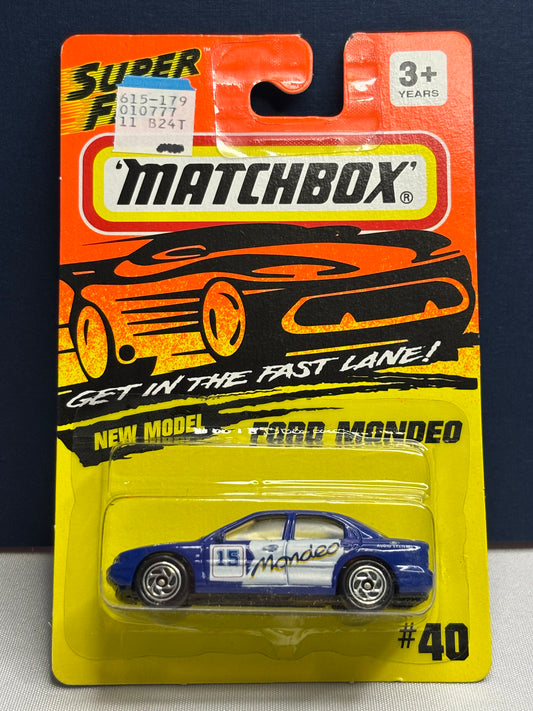 SUPER
™
3+
YEARS
615-179
010777
11 B24T
'MATCHBOX'®
GET IN THE FAST LANE!
NEW MODEL
FORD MONDEO
15
Mondeo
#40